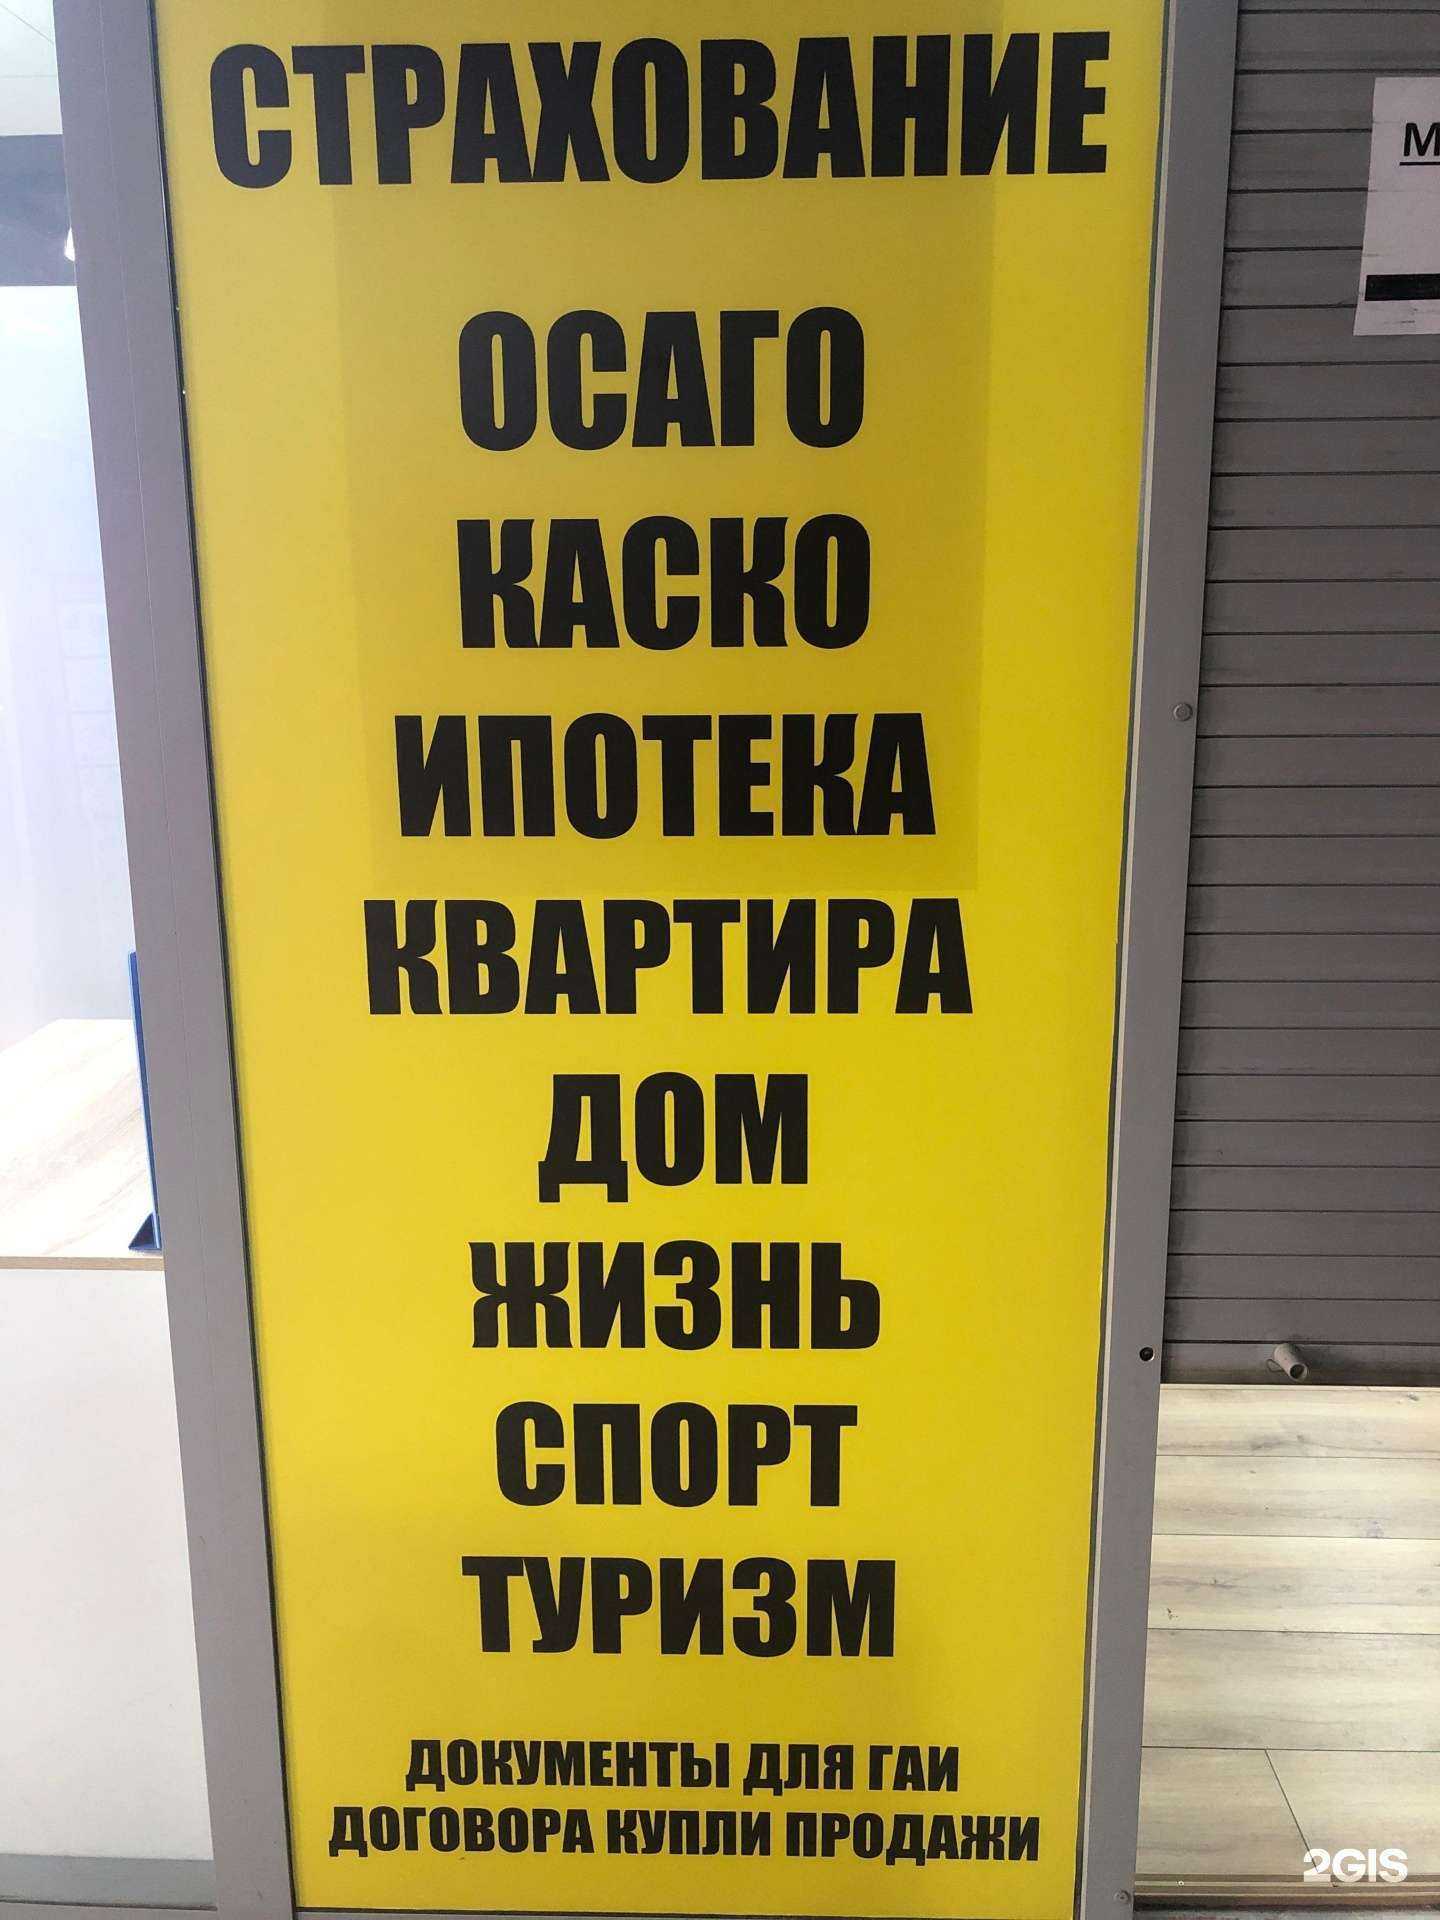 СТРАХОВАНИЕ
ОСАГО
КАСКО
ИПОТЕКА
КВАРТИРА
ДОМ
ЖИЗНЬ
СПОРТ
ТУРИЗМ
ДОКУМЕНТЫ ДЛЯ ГАИ
ДОГОВОРА КУПЛИ ПРОДАЖИ
2GIS